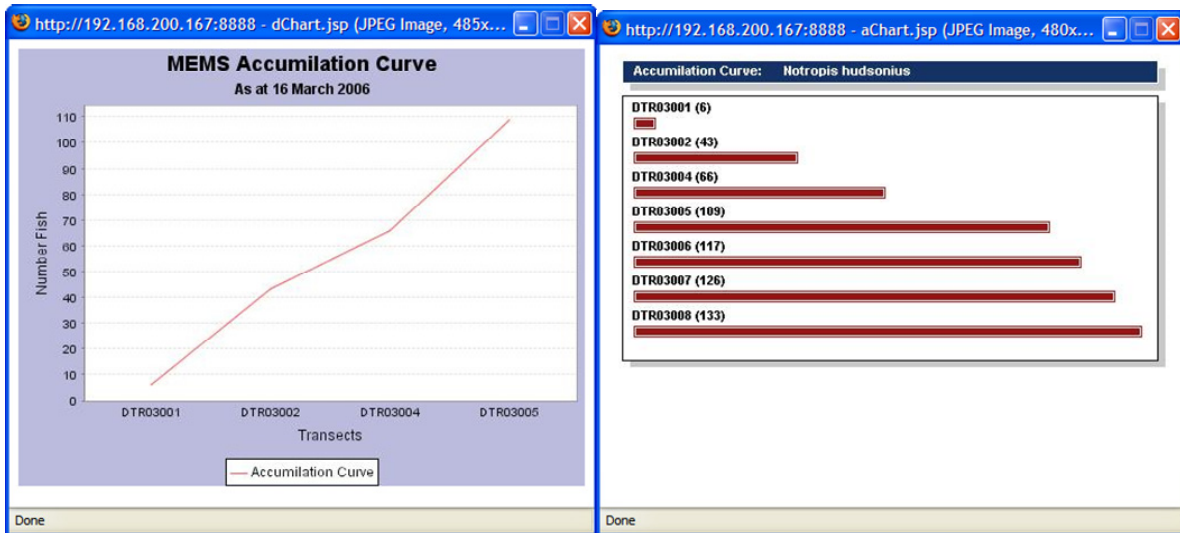 http://192.168.200.167:8888 - dChart.jsp (JPEG Image, 485x...
MEMS Accumilation Curve
As at 16 March 2006
110
100
90
80
70
60
50
40
30
20
10
0
Number Fish
DTR03001 DTR03002 DTR03004 DTR03005
Transects
Accumilation Curve
Done
http://192.168.200.167:8888 - aChart.jsp (JPEG Image, 480x...
Accumilation Curve: Notropis hudsonius
DTR03001 (6)
DTR03002 (43)
DTR03004 (66)
DTR03005 (109)
DTR03006 (117)
DTR03007 (126)
DTR03008 (133)
Done